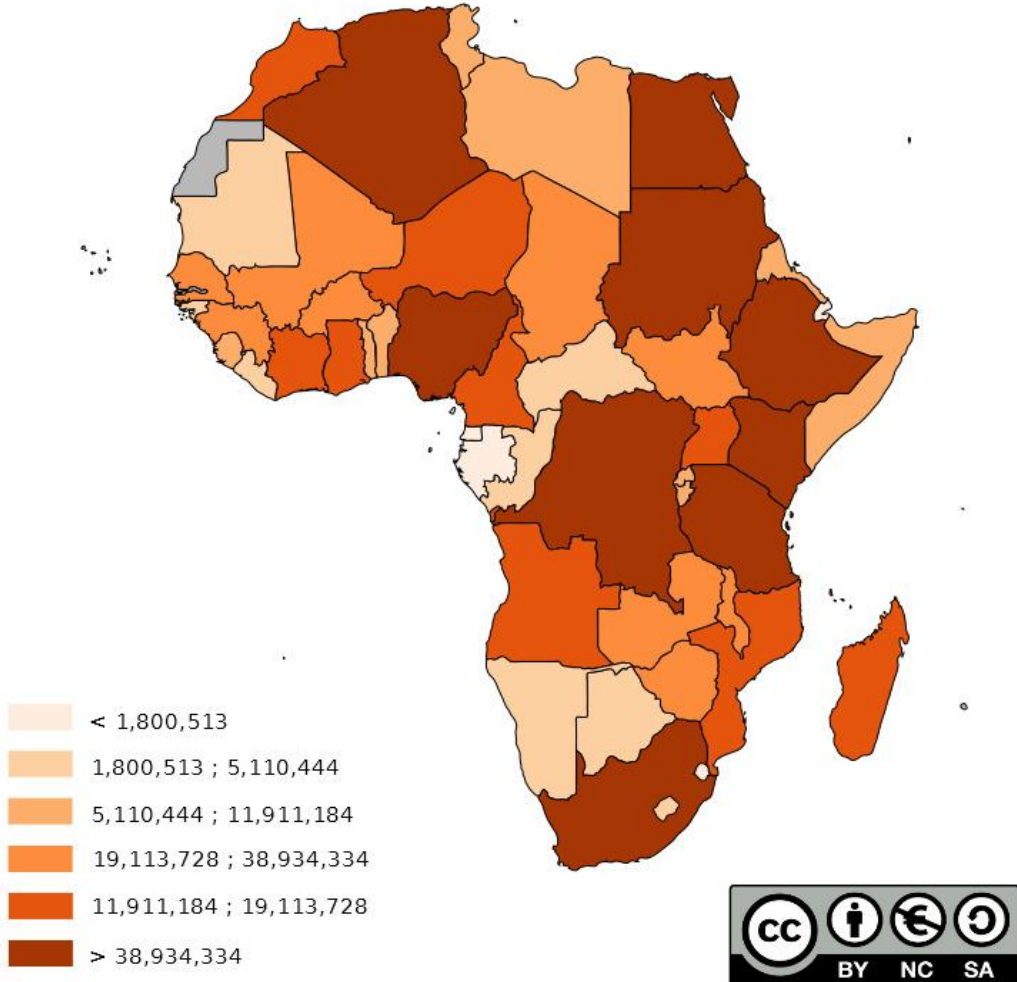 < 1,800,513
1,800,513 ; 5,110,444
5,110,444 ; 11,911,184
19,113,728 ; 38,934,334
11,911,184 ; 19,113,728
> 38,934,334
cc
BY NC SA